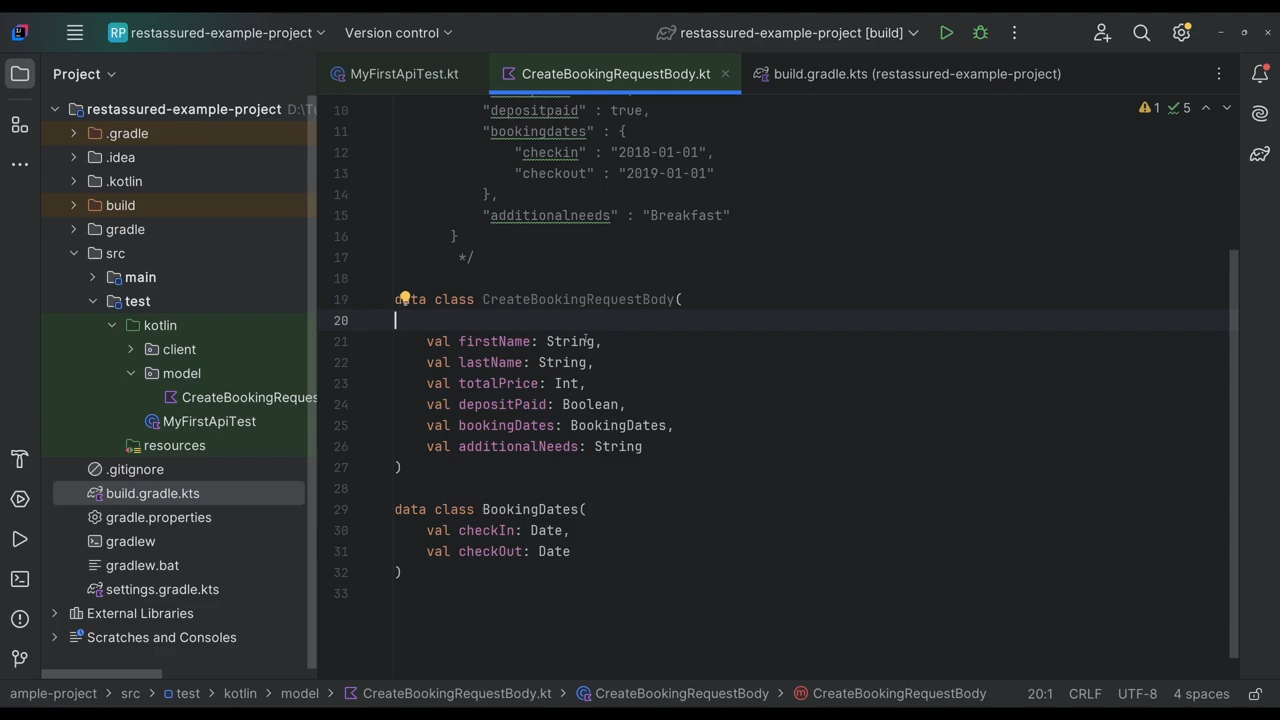 RP restassured-example-project Version control restassured-example-project [build]
Project MyFirstApiTest.kt CreateBookingRequestBody.kt build.gradle.kts (restassured-example-project)
restassured-example-project D:\Tu
.gradle
.idea
.kotlin
build
gradle
src
main
test
kotlin
client
model
CreateBookingReques
MyFirstApiTest
resources
.gitignore
build.gradle.kts
gradle.properties
gradlew
gradlew.bat
settings.gradle.kts
External Libraries
Scratches and Consoles
1 5
10 "depositpaid" : true,
11 "bookingdates" : {
12 "checkin" : "2018-01-01",
13 "checkout" : "2019-01-01"
14 },
15 "additionalneeds" : "Breakfast"
16 }
17 */
18
19 data class CreateBookingRequestBody(
20
21 val firstName: String,
22 val lastName: String,
23 val totalPrice: Int,
24 val depositPaid: Boolean,
25 val bookingDates: BookingDates,
26 val additionalNeeds: String
27 )
28
29 data class BookingDates(
30 val checkIn: Date,
31 val checkOut: Date
32 )
33
ample-project > src > test > kotlin > model > CreateBookingRequestBody.kt > CreateBookingRequestBody > CreateBookingRequestBody 20:1 CRLF UTF-8 4 spaces